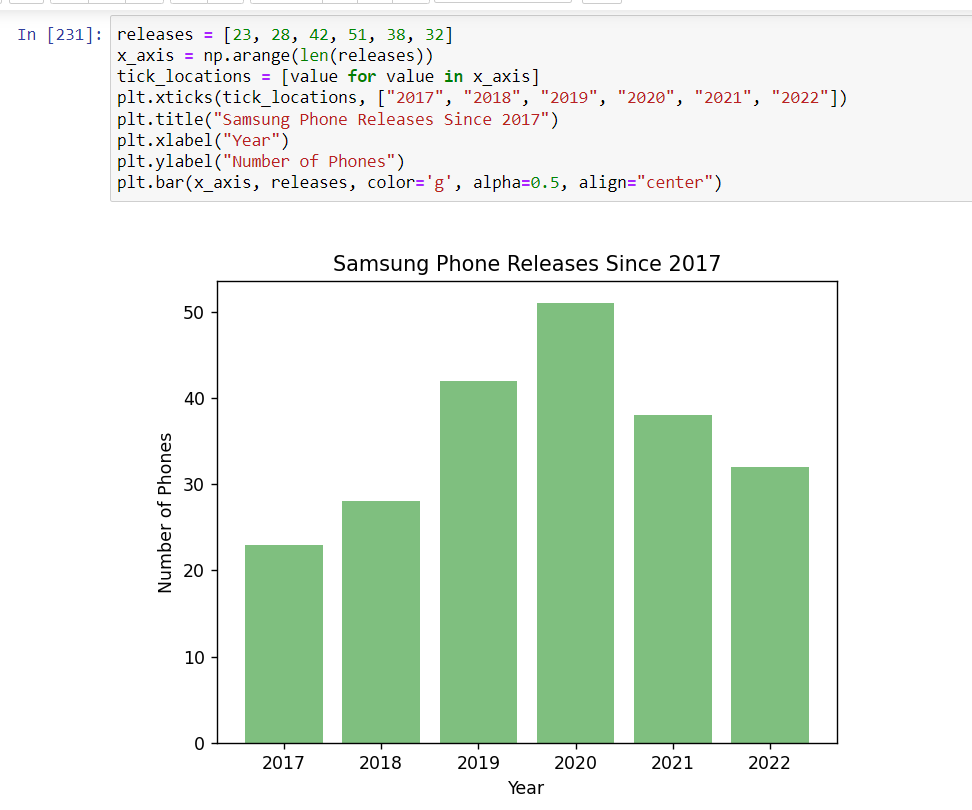 In [231]: releases = [23, 28, 42, 51, 38, 32]
x_axis = np.arange(len(releases))
tick_locations = [value for value in x_axis]
plt.xticks(tick_locations, ["2017", "2018", "2019", "2020", "2021", "2022"])
plt.title("Samsung Phone Releases Since 2017")
plt.xlabel("Year")
plt.ylabel("Number of Phones")
plt.bar(x_axis, releases, color='g', alpha=0.5, align="center")
Samsung Phone Releases Since 2017
Number of Phones
50
40
30
20
10
0
2017 2018 2019 2020 2021 2022
Year